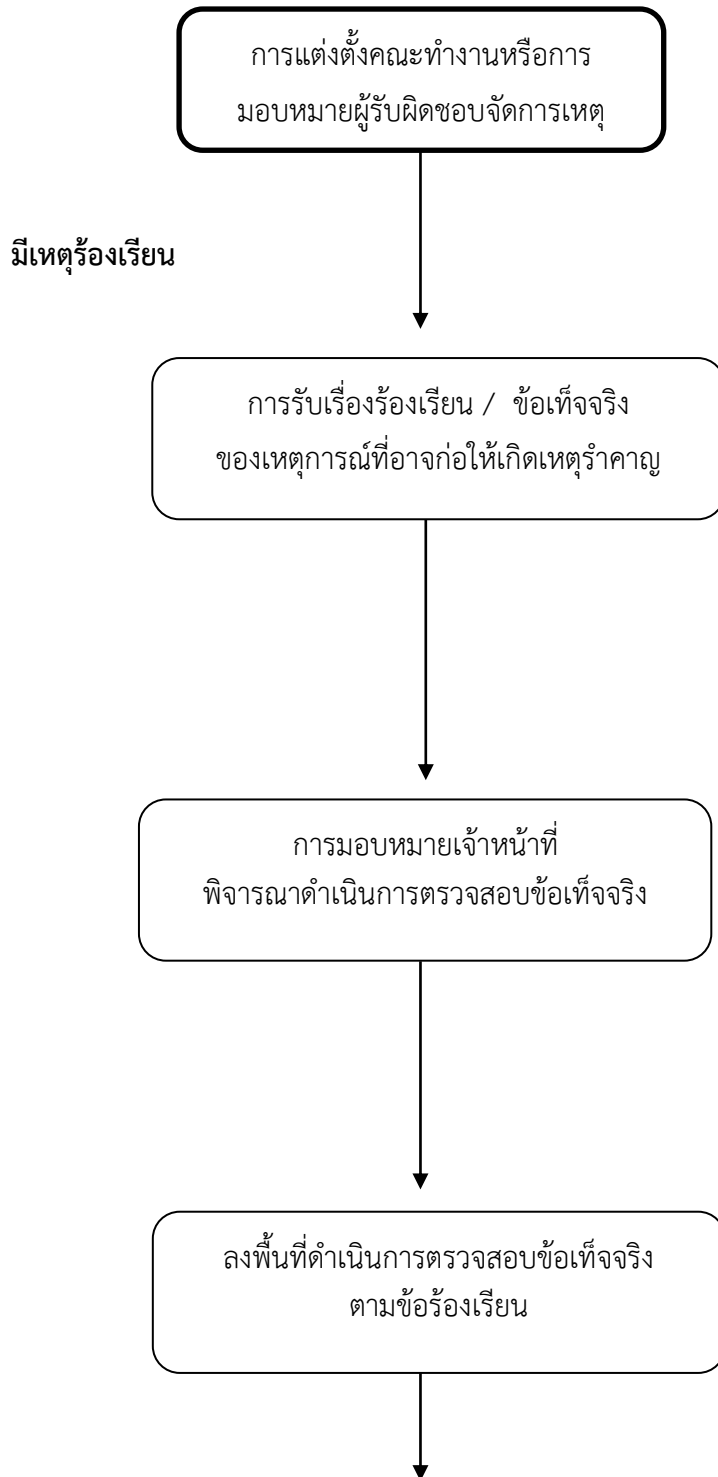 การแต่งตั้งคณะทำงานหรือการ
มอบหมายผู้รับผิดชอบจัดการเหตุ
มีเหตุร้องเรียน
การรับเรื่องร้องเรียน / ข้อเท็จจริง
ของเหตุการณ์ที่อาจก่อให้เกิดเหตุรำคาญ
การมอบหมายเจ้าหน้าที่
พิจารณาดำเนินการตรวจสอบข้อเท็จจริง
ลงพื้นที่ดำเนินการตรวจสอบข้อเท็จจริง
ตามข้อร้องเรียน